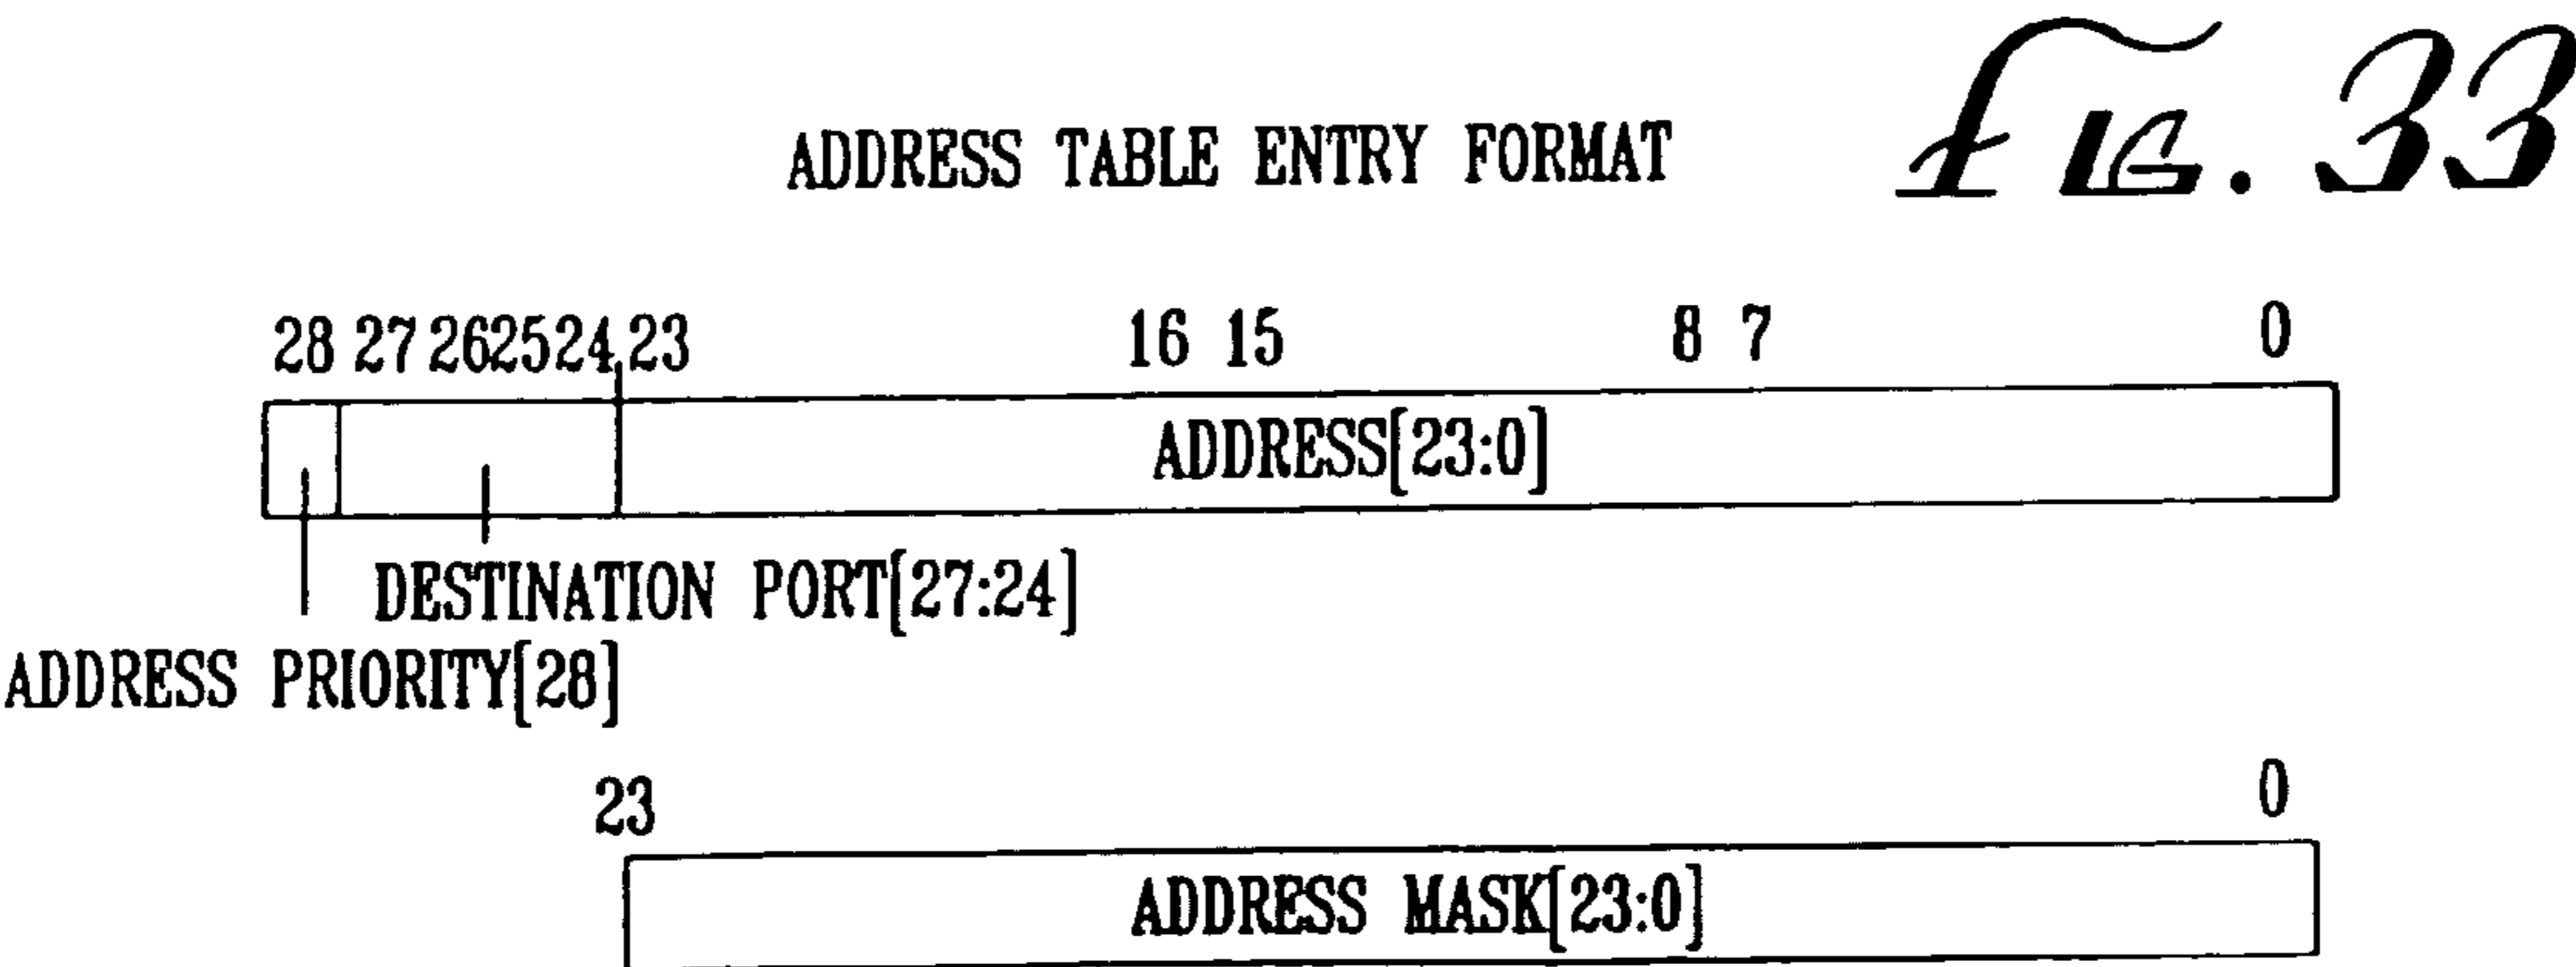 FIG. 33
ADDRESS TABLE ENTRY FORMAT
28 27 26 25 24 23 16 15 8 7 0
ADDRESS[23:0]
DESTINATION PORT[27:24]
ADDRESS PRIORITY[28]
23 0
ADDRESS MASK[23:0]